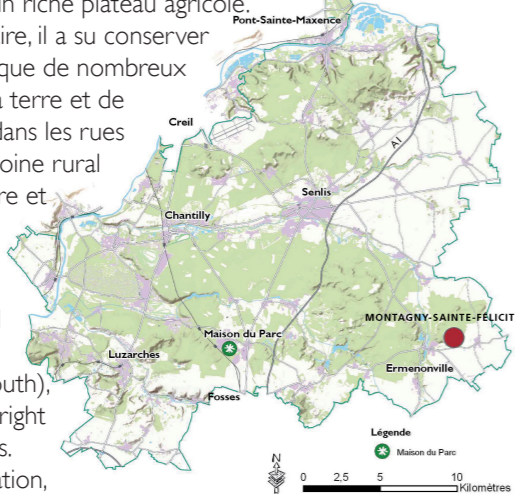 un riche plateau agricole.
ire, il a su conserver
que de nombreux
a terre et de
dans les rues
oine rural
re et
outh),
right
s.
ation,
Pont-Sainte-Maxence
Creil
A1
Senlis
Chantilly
MONTAGNY-SAINTE-FÉLICIT
Maison du Parc
Luzarches
Ermenonville
Fosses
Légende
Maison du Parc
N
0 2,5 5 10
Kilomètres